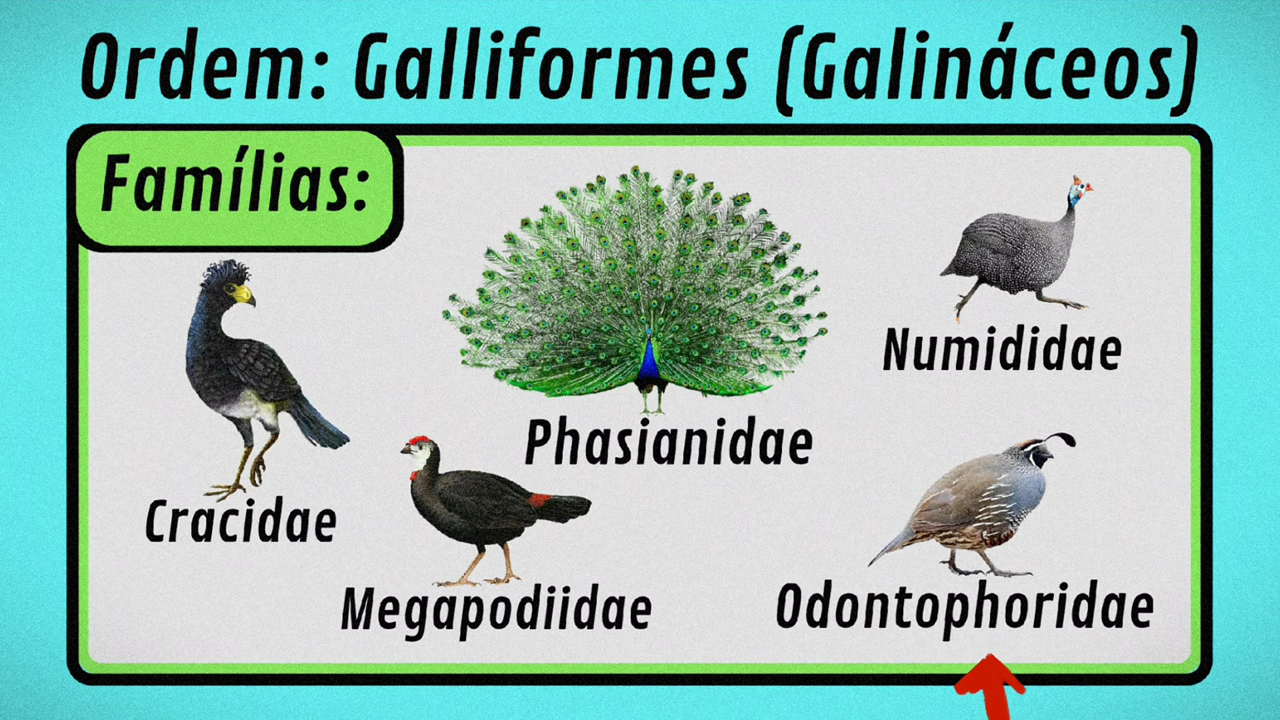 Ordem: Galliformes (Galináceos)
Famílias:
Numididae
Phasianidae
Cracidae
Megapodiidae
Odontophoridae